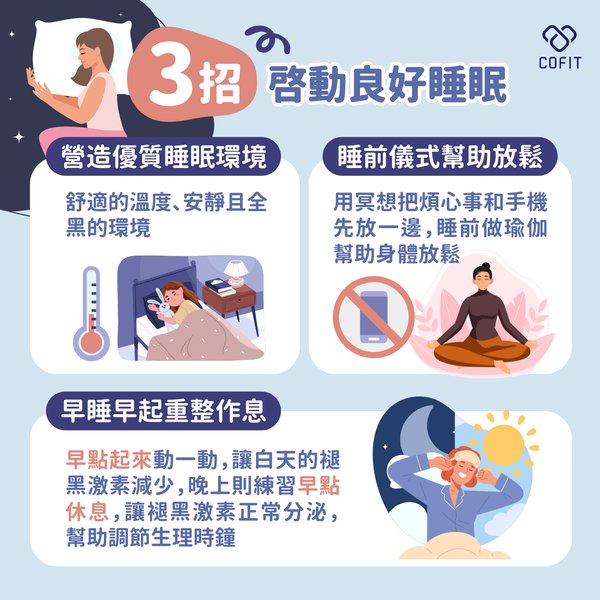 3招 啓動良好睡眠
COFIT
營造優質睡眠環境
舒適的溫度、安靜且全
黑的環境
睡前儀式幫助放鬆
用冥想把煩心事和手機
先放一邊,睡前做瑜伽
幫助身體放鬆
早睡早起重整作息
早點起來動一動,讓白天的褪
黑激素減少,晚上則練習早點
休息,讓褪黑激素正常分泌,
幫助調節生理時鐘